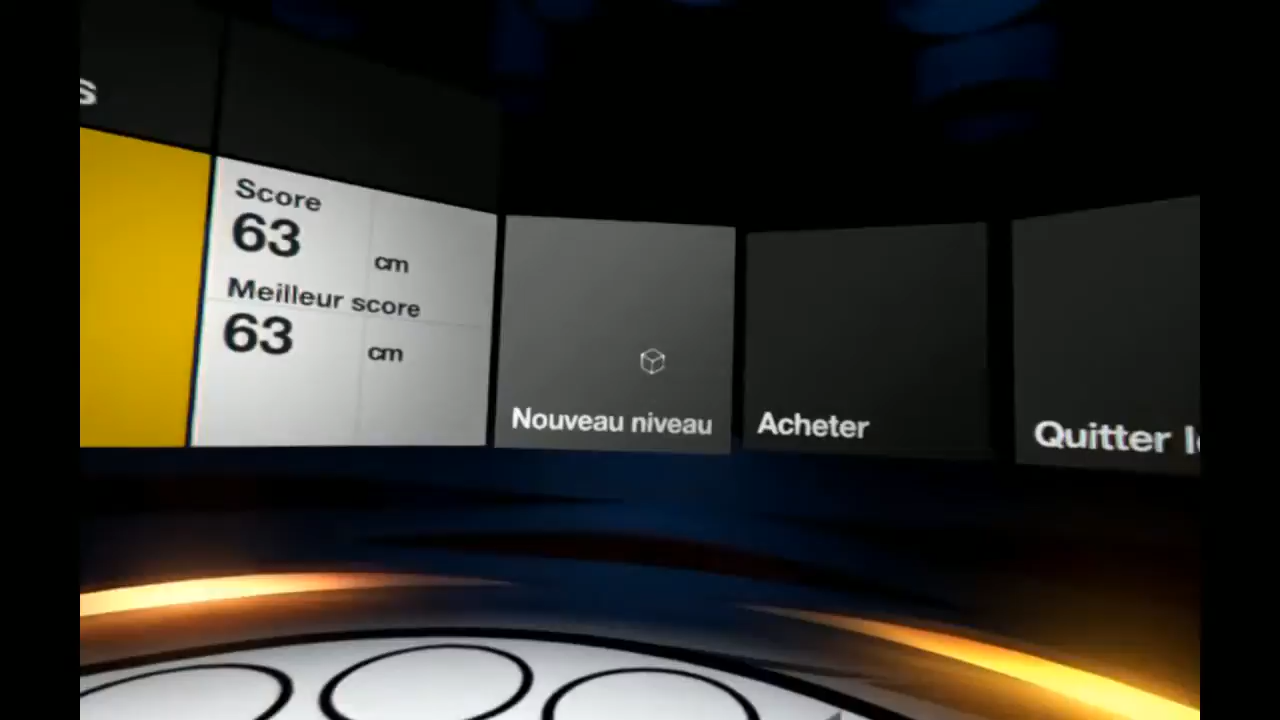 Score
63 cm
Meilleur score
63 cm
Nouveau niveau
Acheter
Quitter